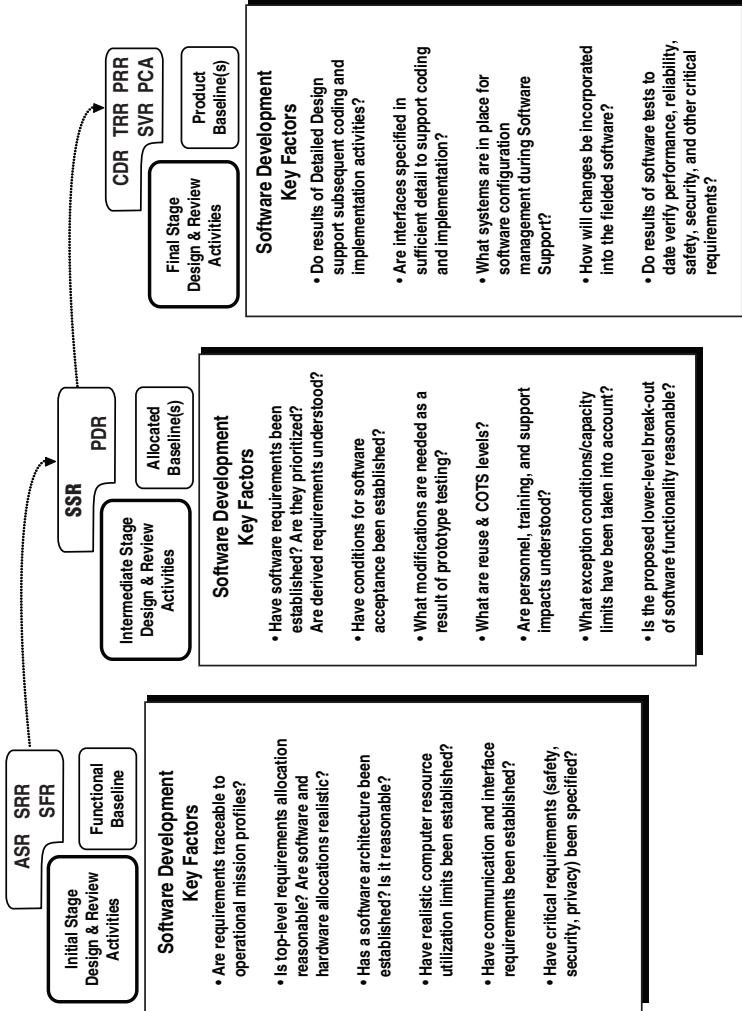 ASR SRR
SFR
Initial Stage
Design & Review
Activities
Functional
Baseline
Software Development
Key Factors
• Are requirements traceable to
operational mission profiles?
• Is top-level requirements allocation
reasonable? Are software and
hardware allocations realistic?
• Has a software architecture been
established? Is it reasonable?
• Have realistic computer resource
utilization limits been established?
• Have communication and interface
requirements been established?
• Have critical requirements (safety,
security, privacy) been specified?
SSR
PDR
Intermediate Stage
Design & Review
Activities
Allocated
Baseline(s)
Software Development
Key Factors
• Have software requirements been
established? Are they prioritized?
Are derived requirements understood?
• Have conditions for software
acceptance been established?
• What modifications are needed as a
result of prototype testing?
• What are reuse & COTS levels?
• Are personnel, training, and support
impacts understood?
• What exception conditions/capacity
limits have been taken into account?
• Is the proposed lower-level break-out
of software functionality reasonable?
CDR TRR PRR
SVR PCA
Final Stage
Design & Review
Activities
Product
Baseline(s)
Software Development
Key Factors
• Do results of Detailed Design
support subsequent coding and
implementation activities?
• Are interfaces specified in
sufficient detail to support coding
and implementation?
• What systems are in place for
software configuration
management during Software
Support?
• How will changes be incorporated
into the fielded software?
• Do results of software tests to
date verify performance, reliability,
safety, security, and other critical
requirements?